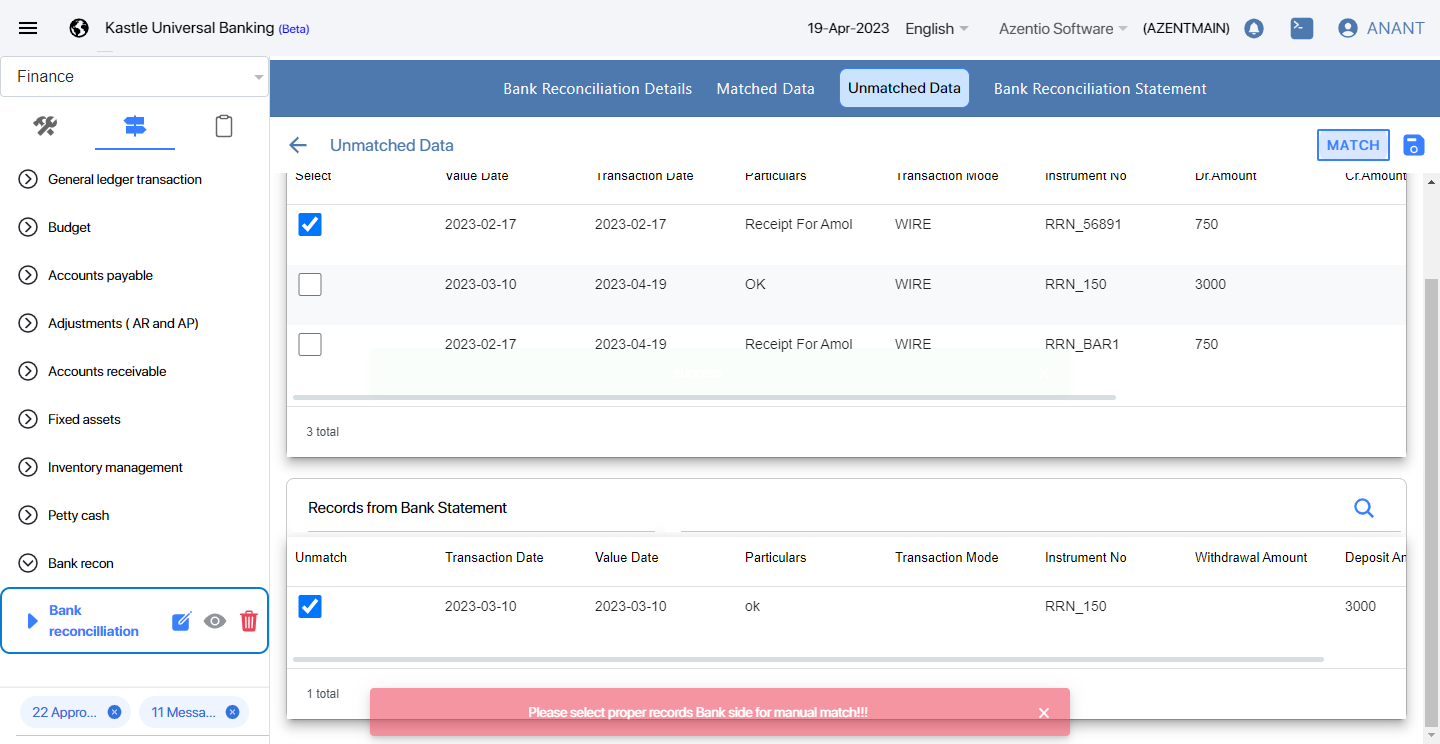 Kastle Universal Banking (Beta)
19-Apr-2023 English Azentio Software (AZENTMAIN) ANANT
Finance
Bank Reconciliation Details Matched Data Unmatched Data Bank Reconciliation Statement
Unmatched Data MATCH
General ledger transaction
Budget
Accounts payable
Adjustments ( AR and AP)
Accounts receivable
Fixed assets
Inventory management
Petty cash
Bank recon
Bank
reconcilliation
22 Appro... 11 Messa...
Select Value Date Transaction Date Particulars Transaction Mode Instrument No Dr.Amount Cr.Amount
2023-02-17 2023-02-17 Receipt For Amol WIRE RRN_56891 750
2023-03-10 2023-04-19 OK WIRE RRN_150 3000
2023-02-17 2023-04-19 Receipt For Amol WIRE RRN_BAR1 750
3 total
Records from Bank Statement
Unmatch Transaction Date Value Date Particulars Transaction Mode Instrument No Withdrawal Amount Deposit Am
2023-03-10 2023-03-10 ok RRN_150 3000
1 total
Please select proper records Bank side for manual match!!!